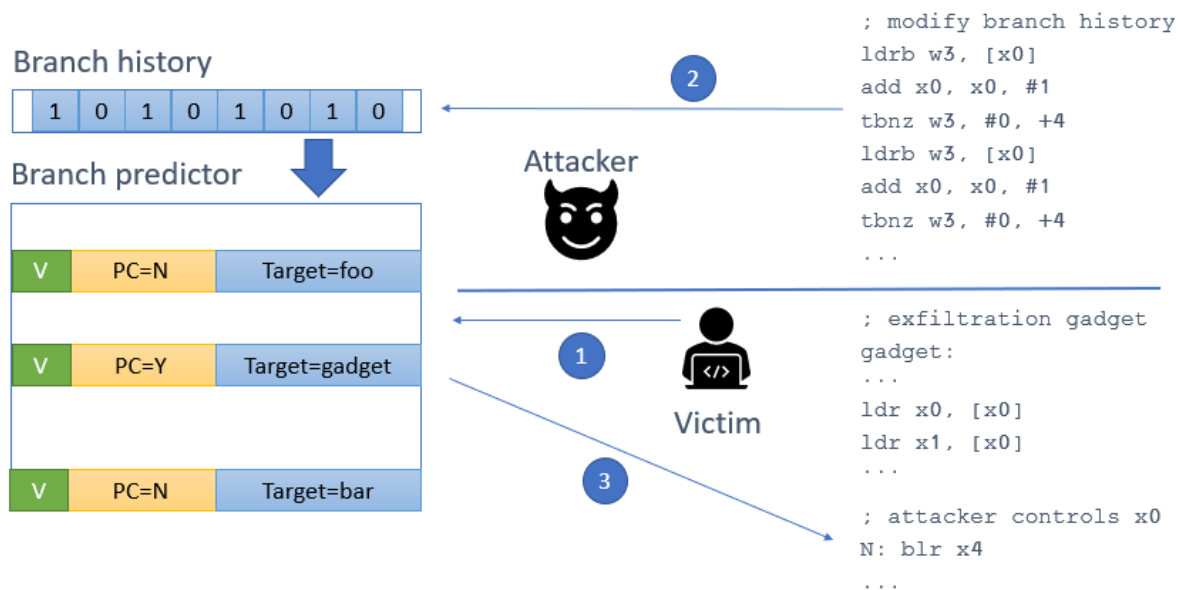 Branch history
1 0 1 0 1 0 1 0
Branch predictor
V PC=N Target=foo
V PC=Y Target=gadget
V PC=N Target=bar
2
Attacker
1
</>
Victim
3
; modify branch history
ldrb w3, [x0]
add x0, x0, #1
tbnz w3, #0, +4
ldrb w3, [x0]
add x0, x0, #1
tbnz w3, #0, +4
...
; exfiltration gadget
gadget:
...
ldr x0, [x0]
ldr x1, [x0]
...
; attacker controls x0
N: blr x4
...